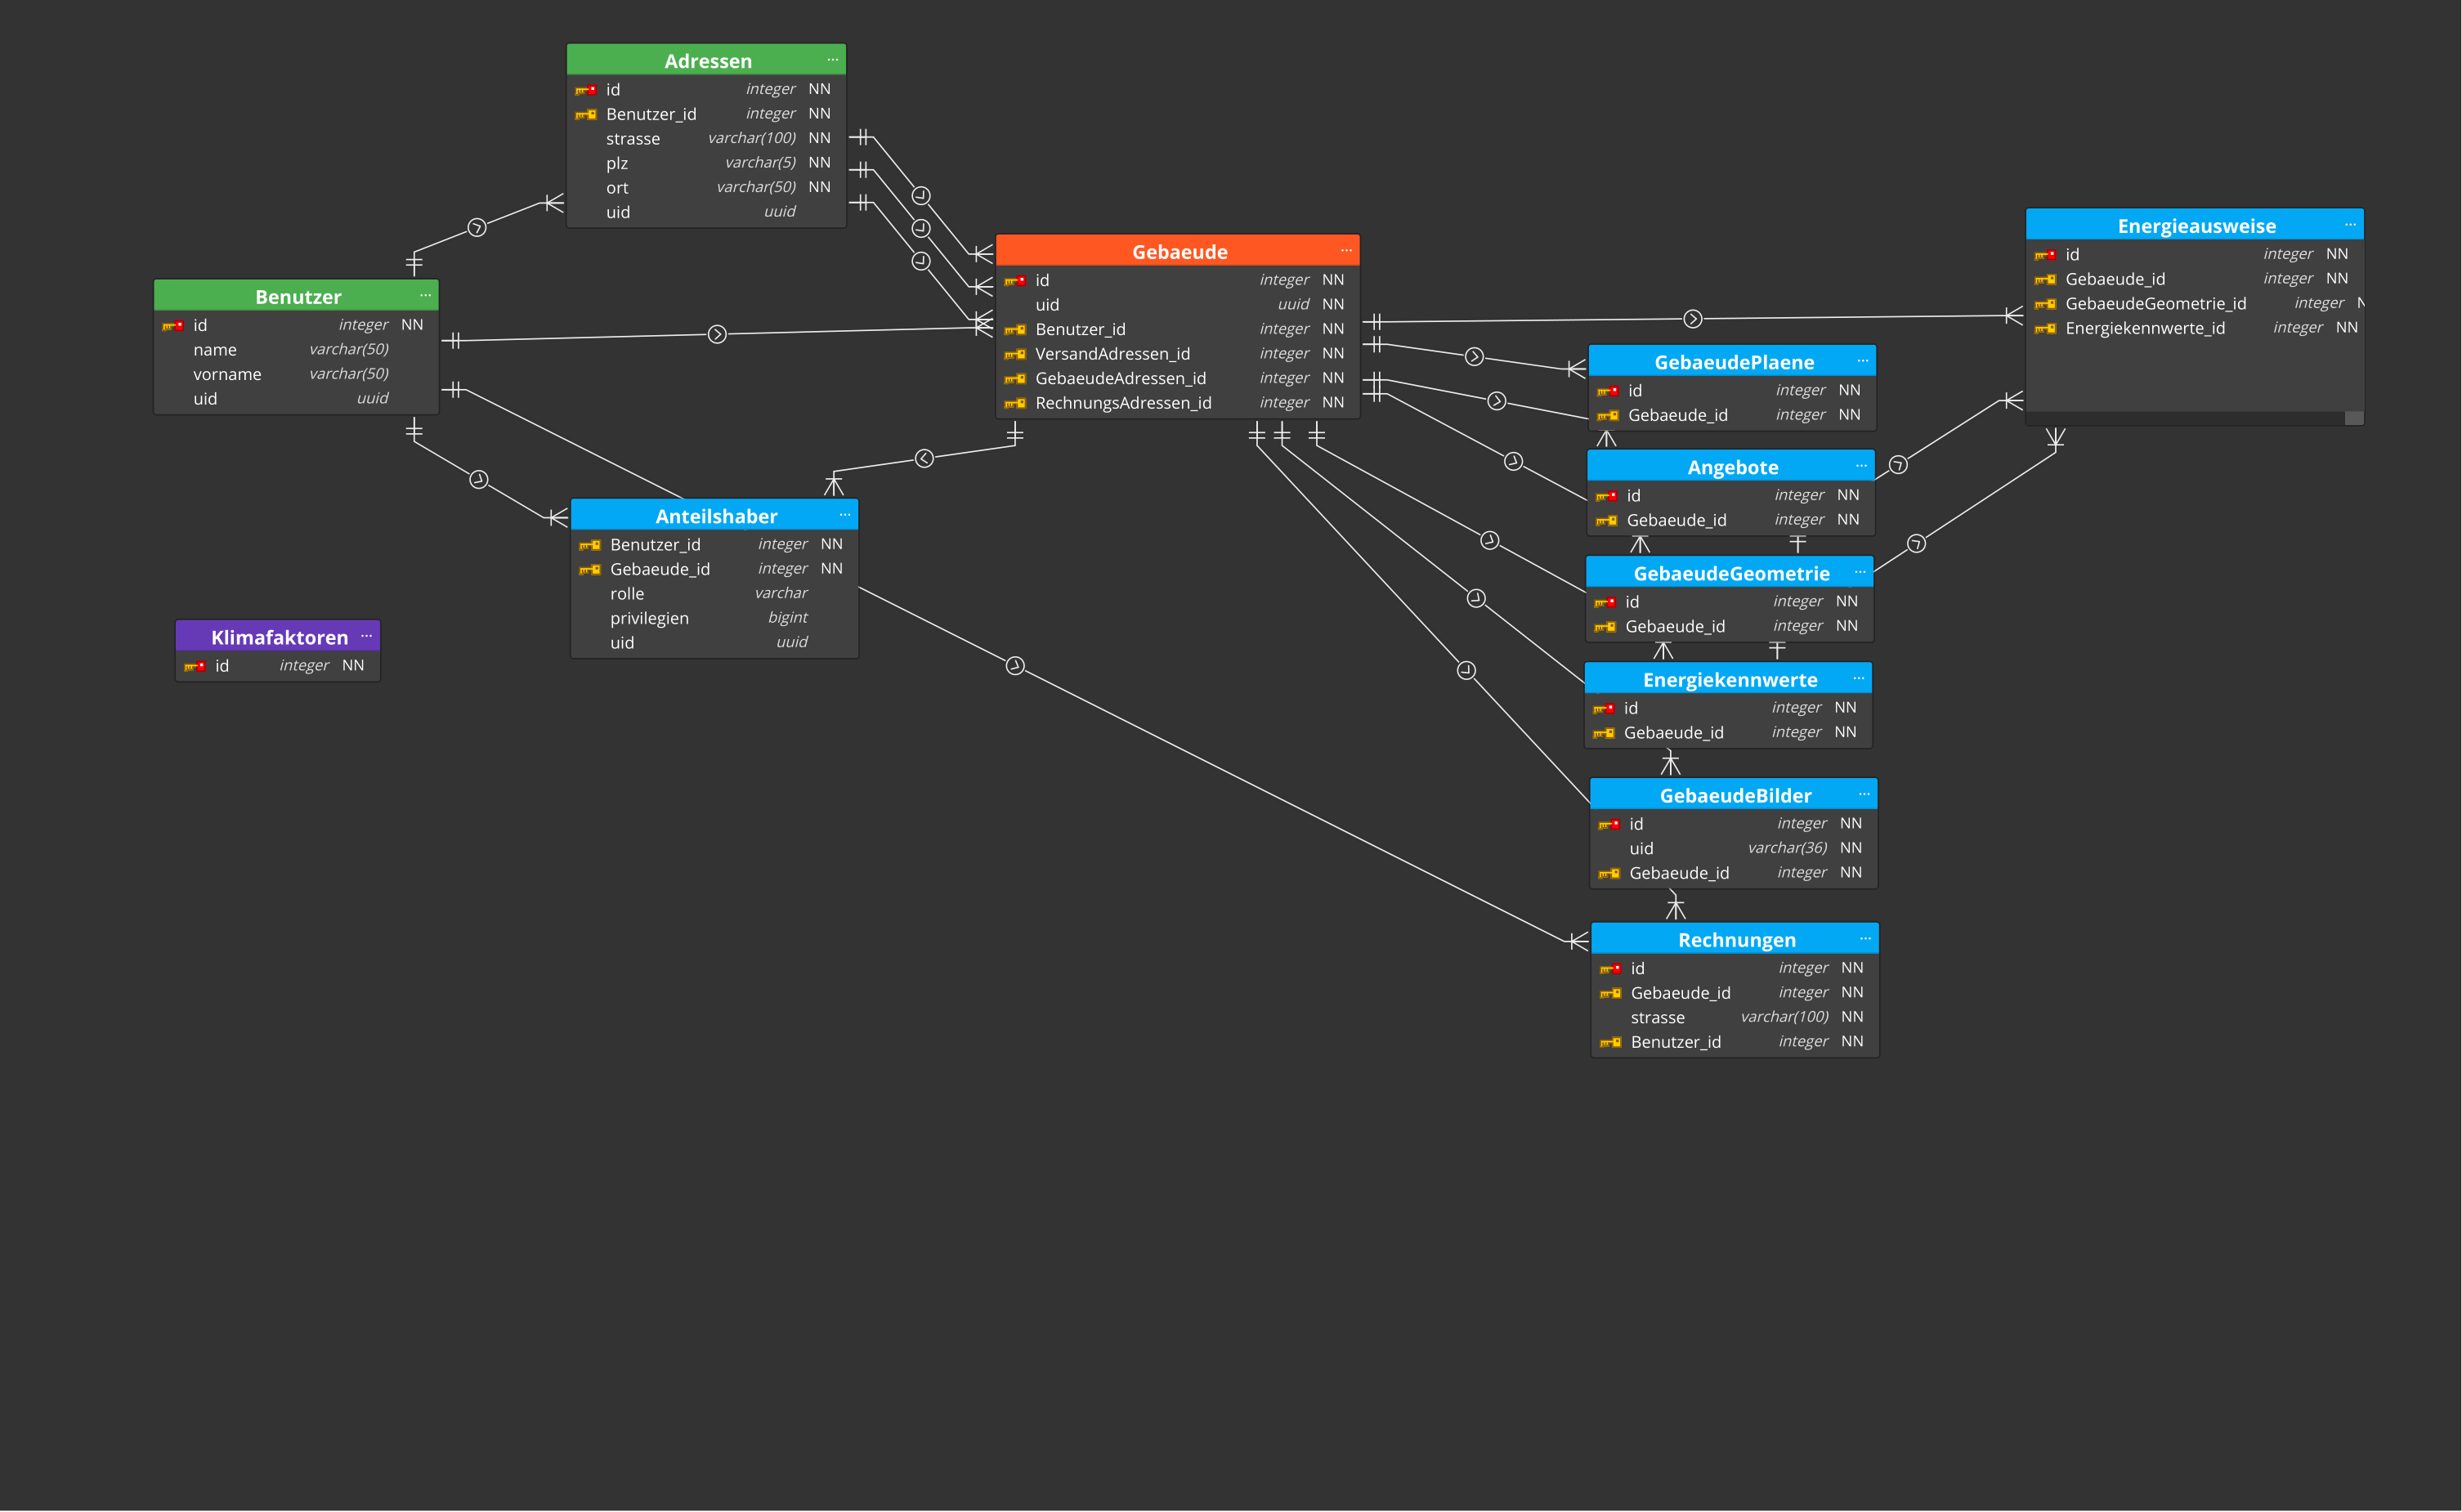 Adressen ...
id integer NN
Benutzer_id integer NN
strasse varchar(100) NN
plz varchar(5) NN
ort varchar(50) NN
uid uuid
Benutzer ...
id integer NN
name varchar(50)
vorname varchar(50)
uid uuid
Gebaeude ...
id integer NN
uid uuid NN
Benutzer_id integer NN
VersandAdressen_id integer NN
GebaeudeAdressen_id integer NN
RechnungsAdressen_id integer NN
Energieausweise ...
id integer NN
Gebaeude_id integer NN
GebaeudeGeometrie_id integer
Energiekennwerte_id integer NN
GebaeudePlaene ...
id integer NN
Gebaeude_id integer NN
Angebote ...
id integer NN
Gebaeude_id integer NN
Anteilshaber ...
Benutzer_id integer NN
Gebaeude_id integer NN
rolle varchar
privilegien bigint
uid uuid
GebaeudeGeometrie ...
id integer NN
Gebaeude_id integer NN
Klimafaktoren ...
id integer NN
Energiekennwerte ...
id integer NN
Gebaeude_id integer NN
GebaeudeBilder ...
id integer NN
uid varchar(36) NN
Gebaeude_id integer NN
Rechnungen ...
id integer NN
Gebaeude_id integer NN
strasse varchar(100) NN
Benutzer_id integer NN